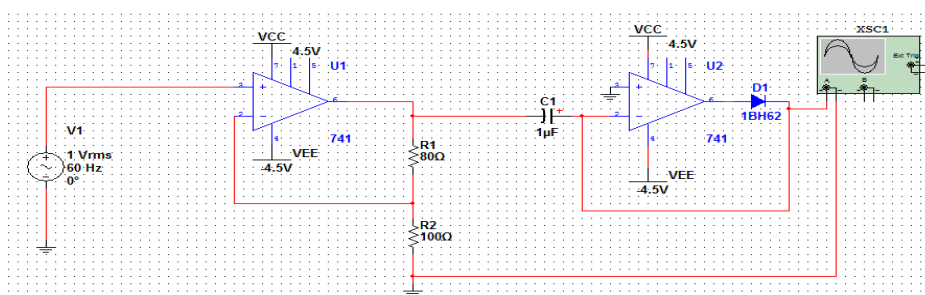 V1
1 Vrms
60 Hz
0°
VCC
4.5V
7 1 5
U1
3
+
6
2
−
4
741
VEE
-4.5V
R1
80Ω
R2
100Ω
C1
+
1µF
VCC
4.5V
7 1 5
U2
3
+
6
2
−
4
741
VEE
-4.5V
D1
1BH62
XSC1
Ext Trig
+
A
B